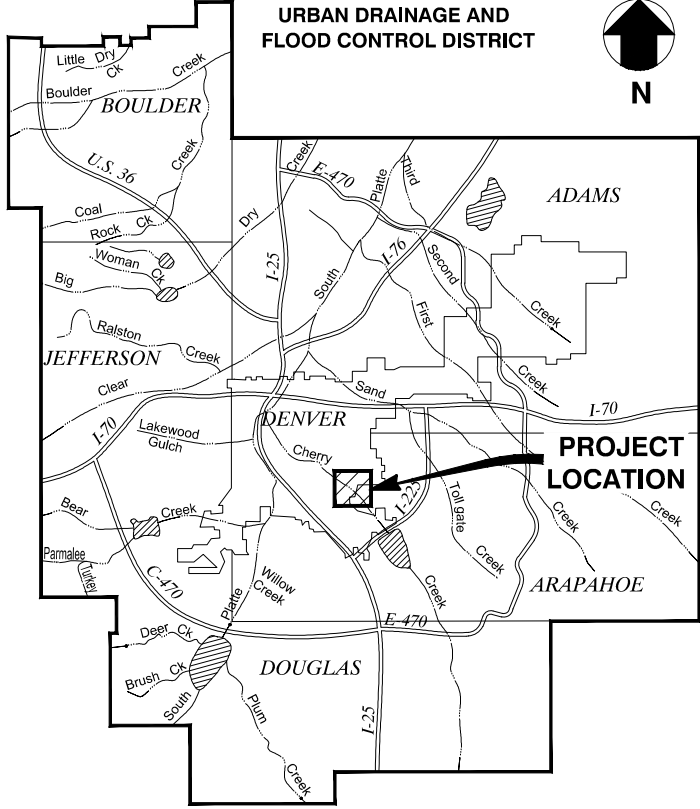 URBAN DRAINAGE AND
FLOOD CONTROL DISTRICT
N
Little Dry
Ck
Creek
Boulder
BOULDER
U.S. 36
Creek
Creek
E-470
Platte
Third
ADAMS
Coal
Rock Ck
Dry
Woman
Ck
Big
I-25
South
I-76
Second
First
Creek
Ralston
Creek
JEFFERSON
Clear
Sand
Creek
I-70
DENVER
I-70
Lakewood
Gulch
Cherry
PROJECT
LOCATION
I-225
Toll gate
Bear
Creek
Creek
Creek
Parmalee
Turkey
C-470
Willow
Creek
Platte
Creek
Creek
ARAPAHOE
E-470
Deer Ck
DOUGLAS
Brush Ck
South
Plum
I-25
Creek